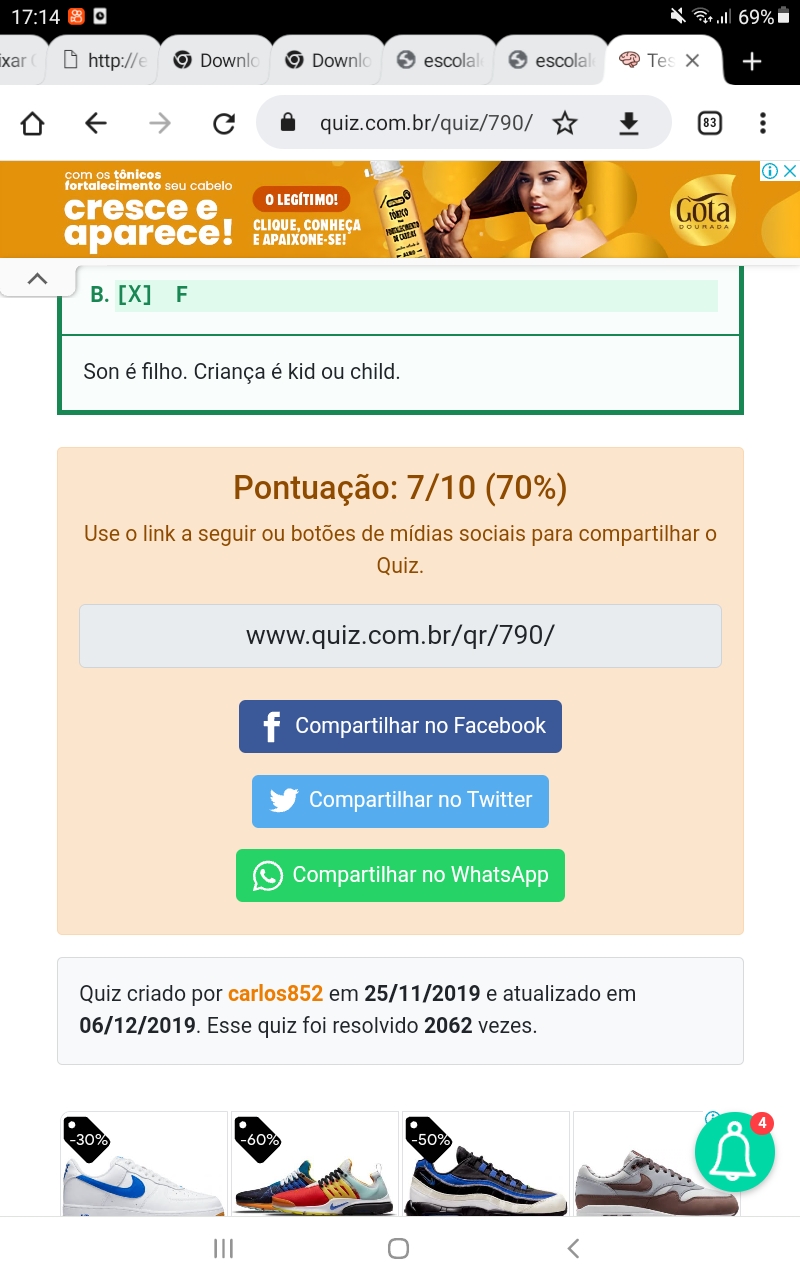 17:14 69%
http://e Downlo Downlo escolal escolal Tes
quiz.com.br/quiz/790/ 83
com os tônicos
fortalecimento seu cabelo
cresce e
aparece!
O LEGÍTIMO!
CLIQUE, CONHEÇA
E APAIXONE-SE!
TÔNICO
FORTALECIMENTO
Gota
DOURADA
B. [X] F
Son é filho. Criança é kid ou child.
Pontuação: 7/10 (70%)
Use o link a seguir ou botões de mídias sociais para compartilhar o
Quiz.
www.quiz.com.br/qr/790/
Compartilhar no Facebook
Compartilhar no Twitter
Compartilhar no WhatsApp
Quiz criado por carlos852 em 25/11/2019 e atualizado em
06/12/2019. Esse quiz foi resolvido 2062 vezes.
-30% -60% -50%
4